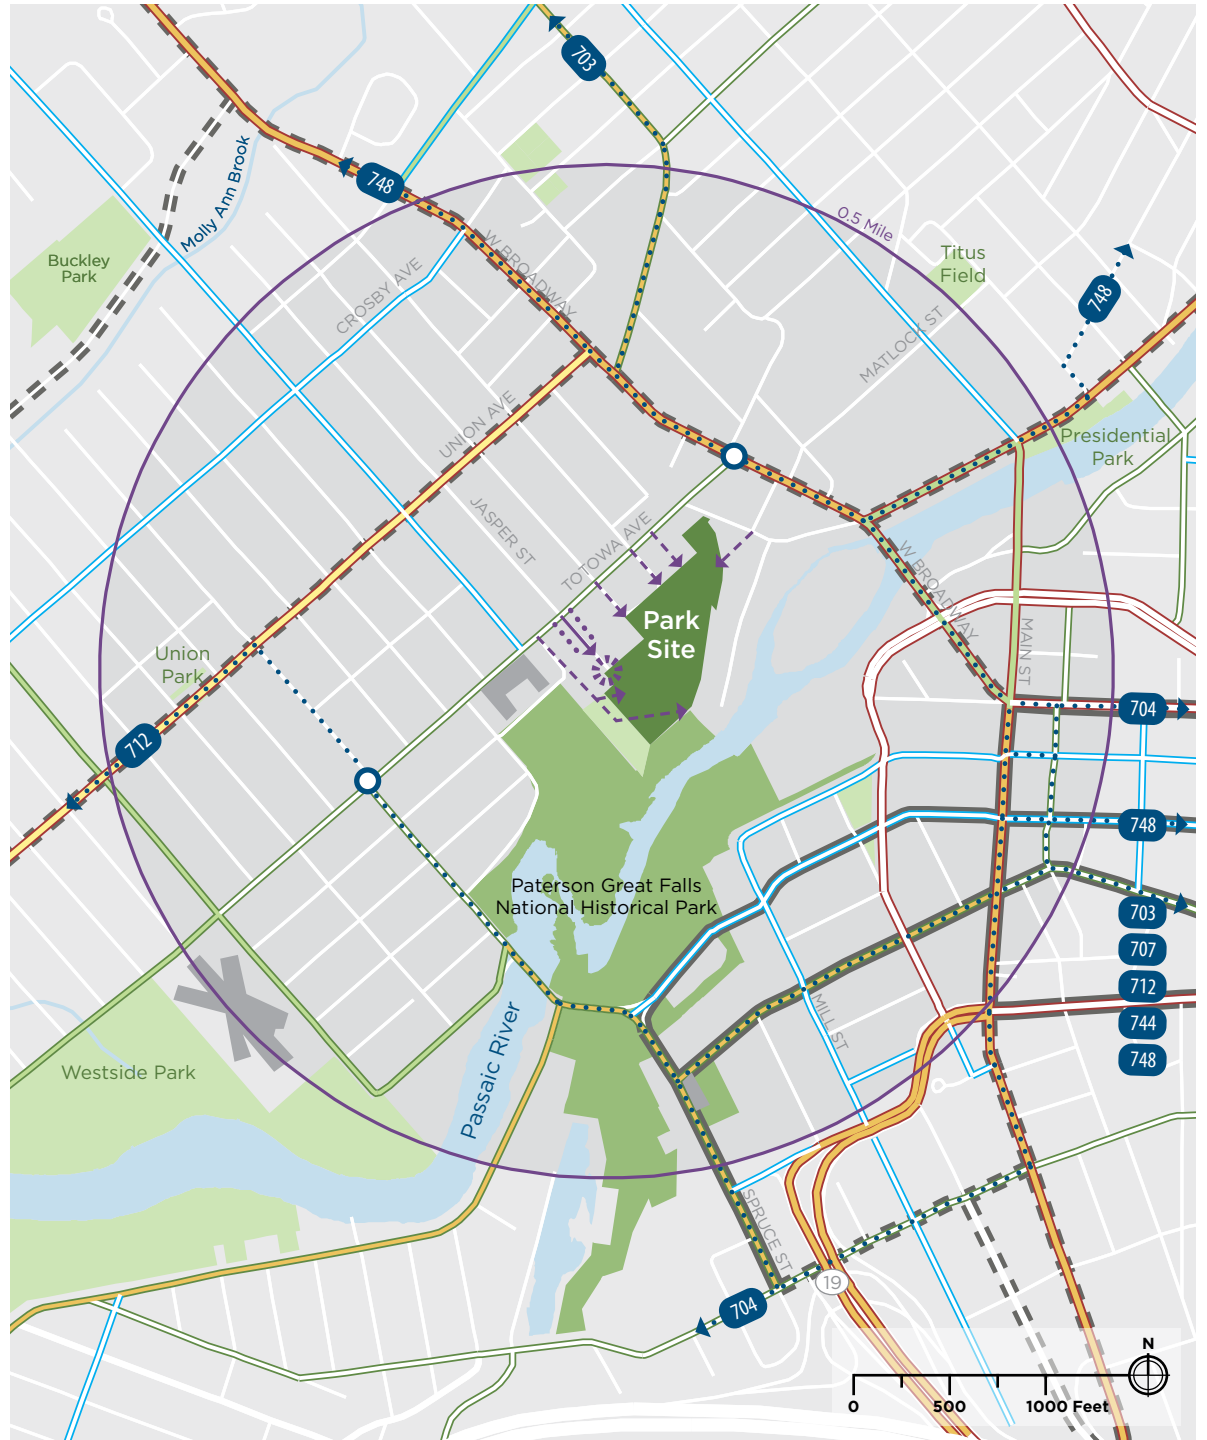 703
748
Molly Ann Brook
Buckley
Park
0.5 Mile
Titus
Field
748
W BROADWAY
CROSBY AVE
MATLOCK ST
UNION AVE
Presidential
Park
JASPER ST
TOTOWA AVE
W BROADWAY
Park
Site
MAIN ST
Union
Park
704
712
748
Paterson Great Falls
National Historical Park
703
707
712
744
748
MILL ST
Passaic River
Westside Park
SPRUCE ST
19
704
N
0
500
1000 Feet